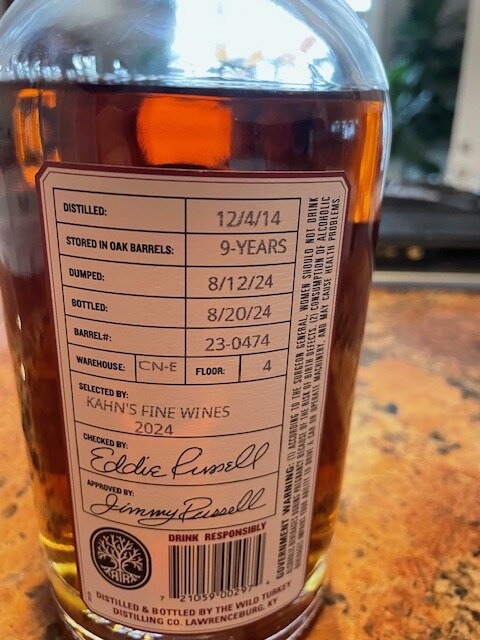 DISTILLED: 12/4/14
STORED IN OAK BARRELS: 9-YEARS
DUMPED: 8/12/24
BOTTLED: 8/20/24
BARREL#: 23-0474
WAREHOUSE: CN-E FLOOR: 4
SELECTED BY:
KAHN'S FINE WINES
2024
CHECKED BY:
Eddie Russell
APPROVED BY:
Jimmy Russell
DRINK RESPONSIBLY
7 21059 00297
DISTILLED & BOTTLED BY THE WILD TURKEY
DISTILLING CO. LAWRENCEBURG, KY
GOVERNMENT WARNING: (1) ACCORDING TO THE SURGEON GENERAL, WOMEN SHOULD NOT DRINK
ALCOHOLIC BEVERAGES DURING PREGNANCY BECAUSE OF THE RISK OF BIRTH DEFECTS. (2) CONSUMPTION OF ALCOHOLIC
BEVERAGES IMPAIRS YOUR ABILITY TO DRIVE A CAR OR OPERATE MACHINERY, AND MAY CAUSE HEALTH PROBLEMS.